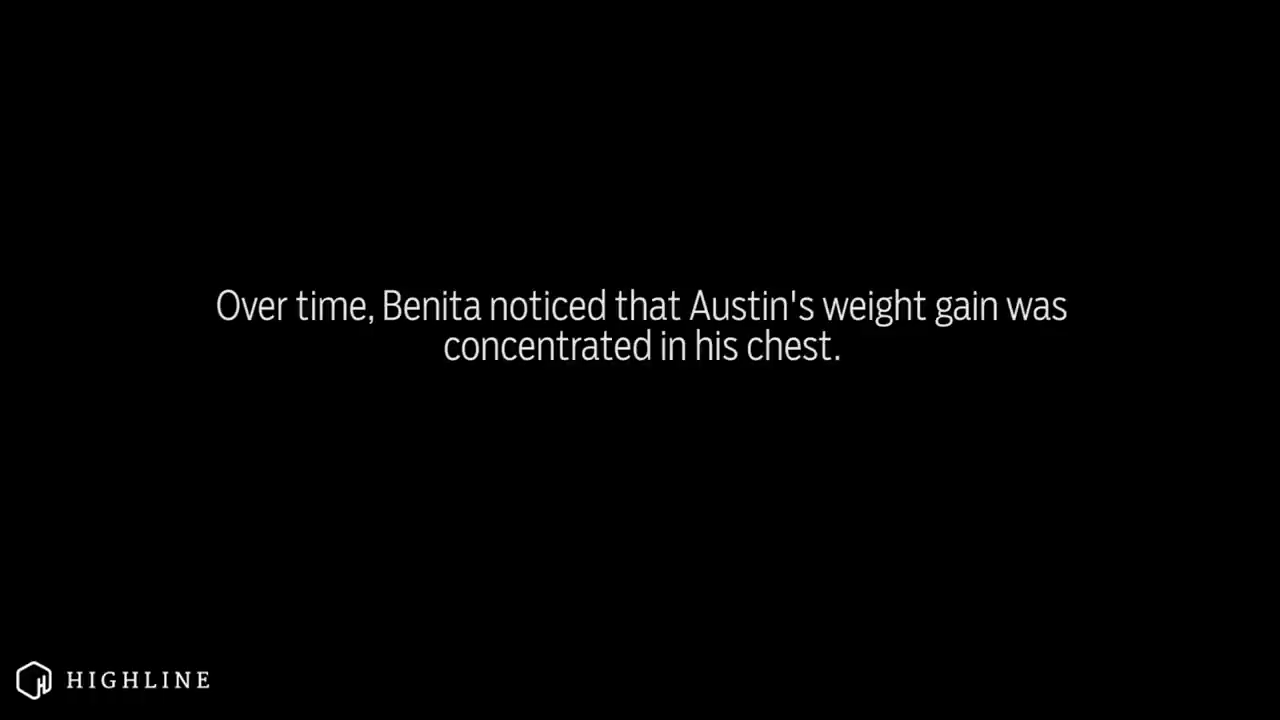 Over time, Benita noticed that Austin's weight gain was
concentrated in his chest.
HIGHLINE